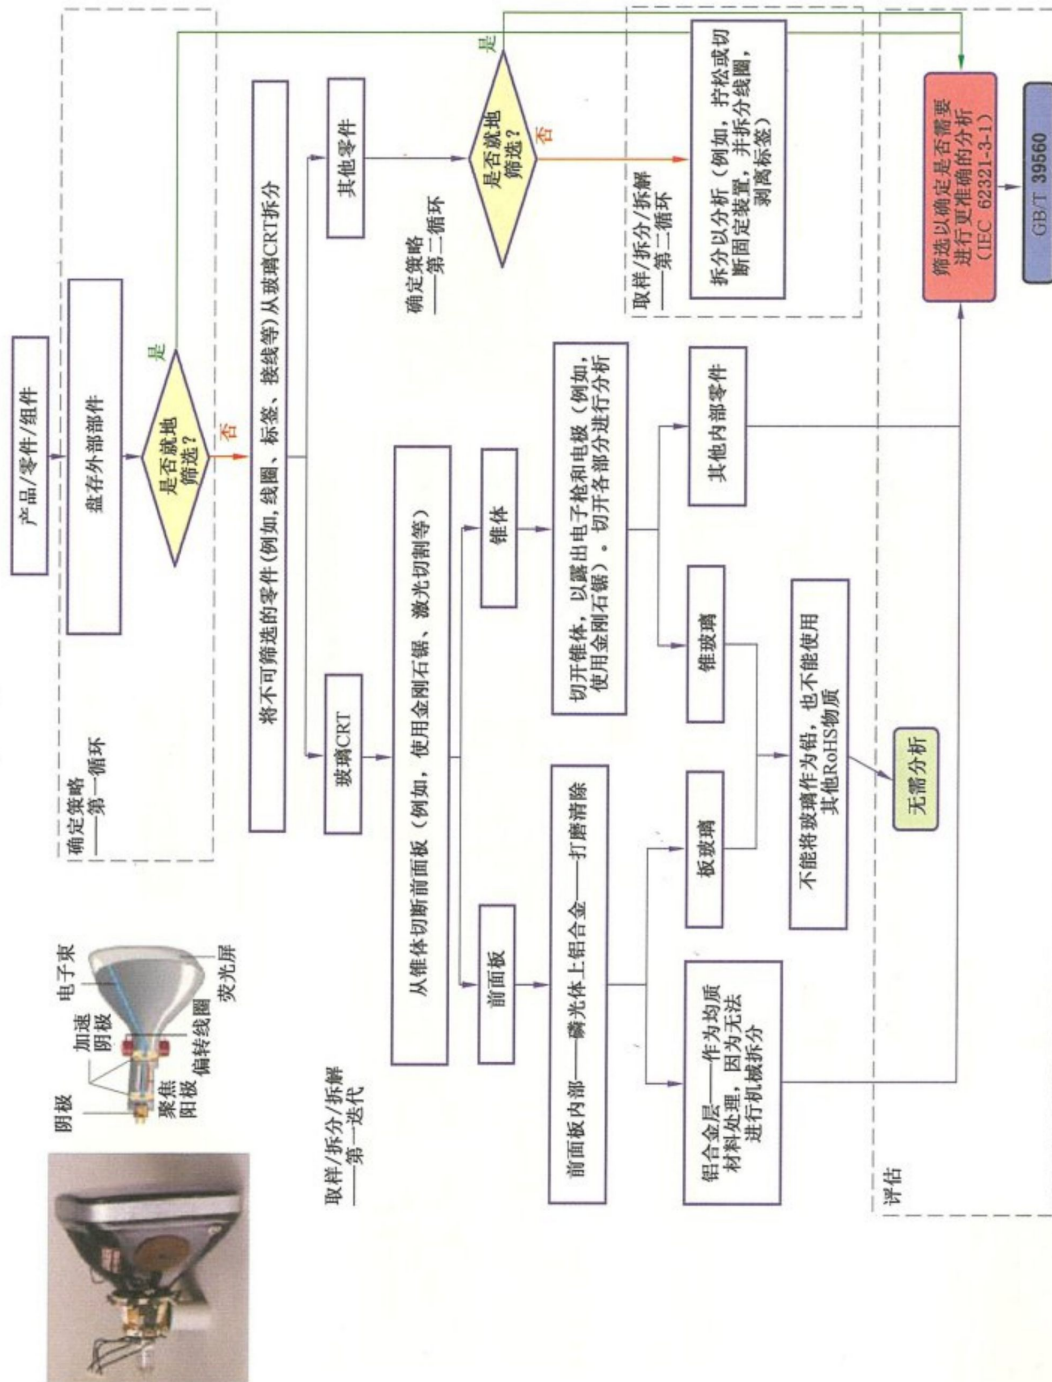 阴极
加速
阴极
电子束
聚焦
阳极
偏转线圈
荧光屏
产品/零件/组件
确定策略
——第一循环
盘存外部部件
是否就地
筛选？
是
否
将不可筛选的零件(例如,线圈、标签、接线等)从玻璃CRT拆分
取样/拆分/拆解
——第一迭代
玻璃CRT
其他零件
从锥体切断前面板（例如，使用金刚石锯、激光切割等）
确定策略
——第二循环
是否就地
筛选？
是
否
前面板
锥体
前面板内部——磷光体上铝合金——打磨清除
切开锥体，以露出电子枪和电极（例如，
使用金刚石锯）。切开各部分进行分析
取样/拆分/拆解
——第二循环
铝合金层——作为均质
材料处理，因为无法
进行机械拆分
板玻璃
锥玻璃
其他内部零件
拆分以分析（例如，拧松或切
断固定装置，并拆分线圈，
剥离标签）
不能将玻璃作为铅，也不能使用
其他RoHS物质
评估
无需分析
筛选以确定是否需要
进行更准确的分析
（IEC 62321-3-1）
GB/T 39560